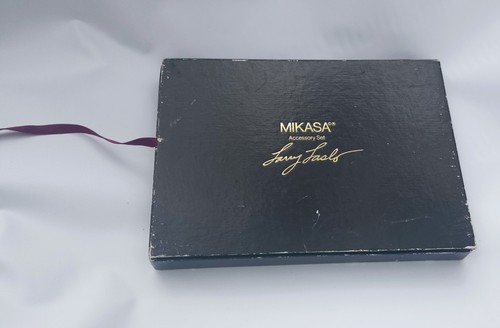 MIKASA
Accessory Set
Larry Laslo